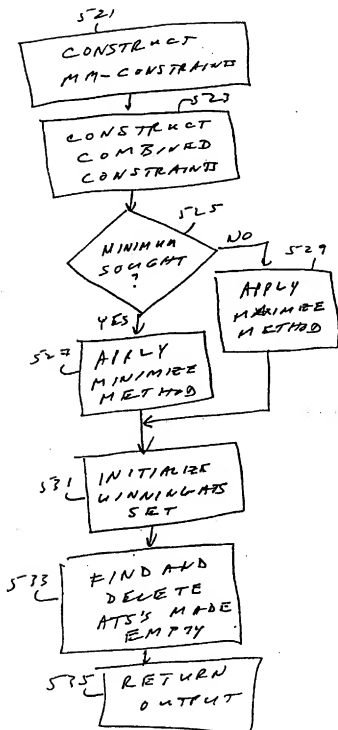 521
CONSTRUCT
MM-CONSTRAINTS
523
CONSTRUCT
COMBINED
CONSTRAINTS
525
MINIMUM
SOUGHT
?
NO
529
APPLY
MAXIMIZE
METHOD
YES
527
APPLY
MINIMIZE
METHOD
531
INITIALIZE
WINNINGATS
SET
533
FIND AND
DELETE
ATS'S MADE
EMPTY
535
RETURN
OUTPUT